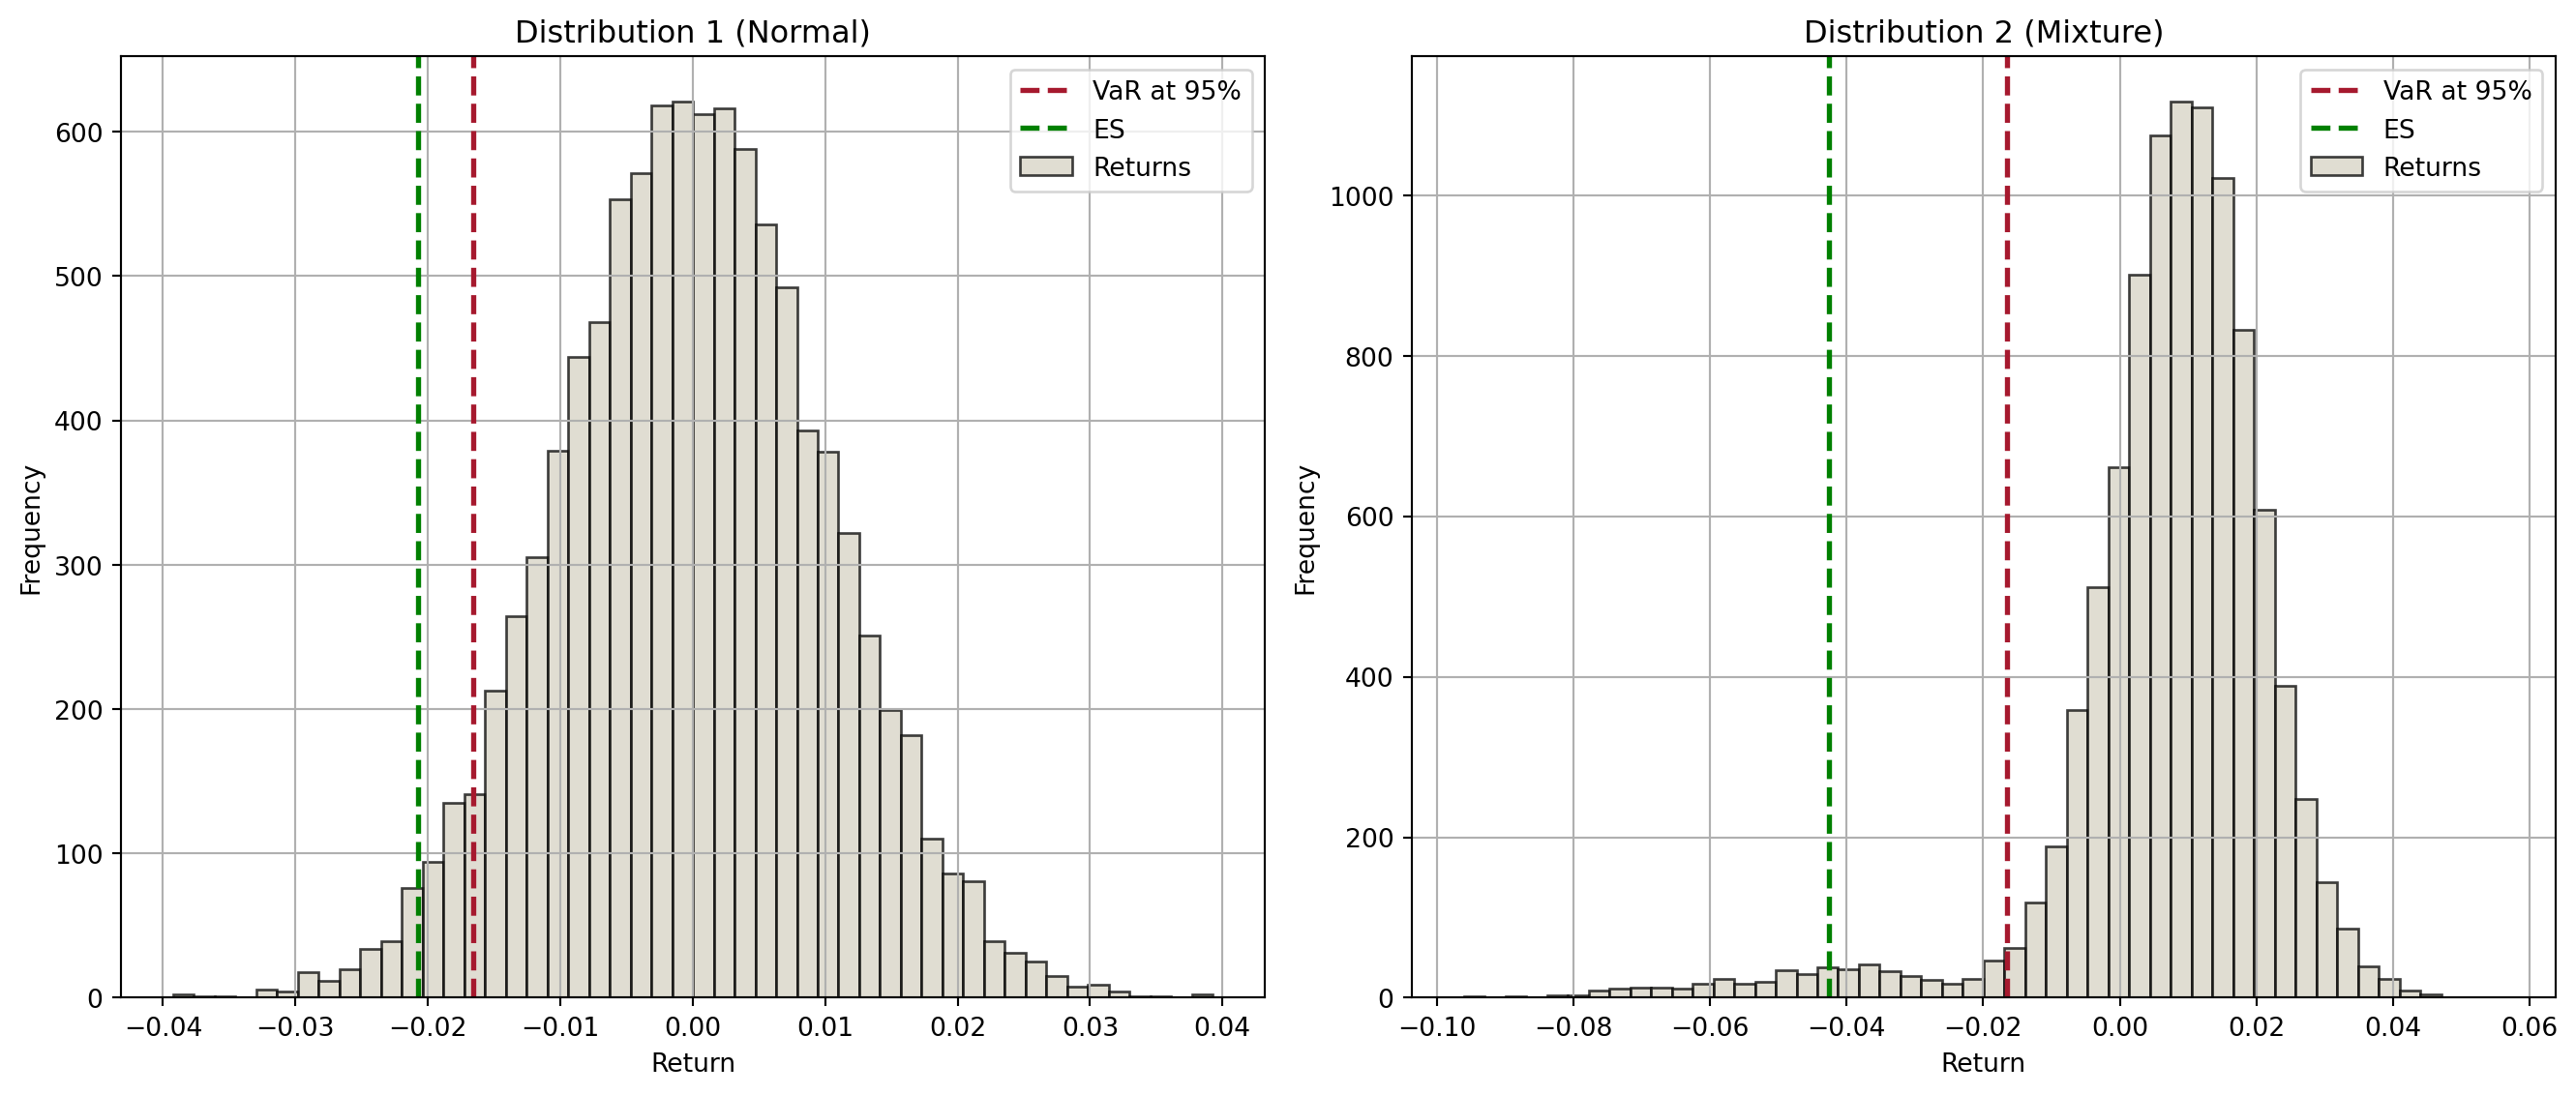 Distribution 1 (Normal)
VaR at 95%
ES
Returns
600
500
400
300
200
100
0
Frequency
−0.04 −0.03 −0.02 −0.01 0.00 0.01 0.02 0.03 0.04
Return
Distribution 2 (Mixture)
VaR at 95%
ES
Returns
1000
800
600
400
200
0
Frequency
−0.10 −0.08 −0.06 −0.04 −0.02 0.00 0.02 0.04 0.06
Return